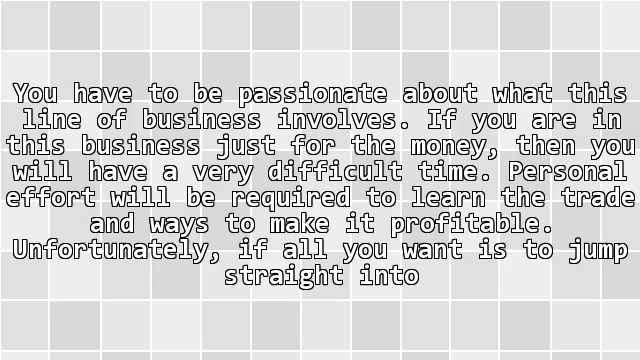 You have to be passionate about what this
line of business involves. If you are in
this business just for the money, then you
will have a very difficult time. Personal
effort will be required to learn the trade
and ways to make it profitable.
Unfortunately, if all you want is to jump
straight into